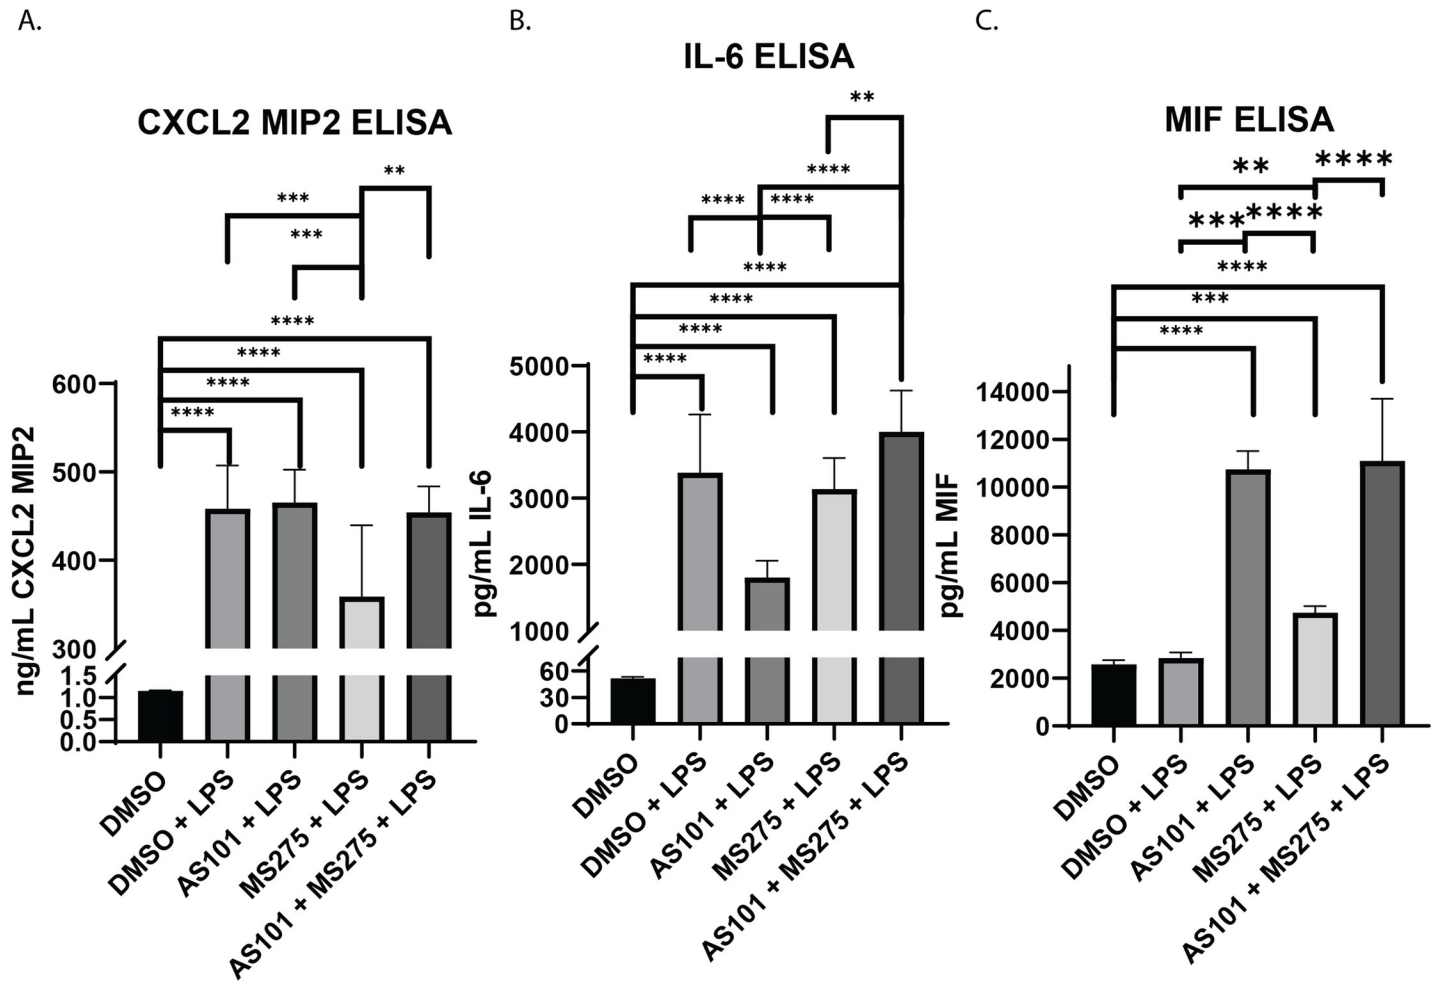 A.
CXCL2 MIP2 ELISA
**
***
***
****
****
****
****
ng/mL CXCL2 MIP2
600
500
400
300
1.5
1.0
0.5
0.0
DMSO
DMSO + LPS
AS101 + LPS
MS275 + LPS
AS101 + MS275 + LPS
B.
IL-6 ELISA
**
****
**** ****
****
****
****
****
pg/mL IL-6
5000
4000
3000
2000
1000
60
30
0
DMSO
DMSO + LPS
AS101 + LPS
MS275 + LPS
AS101 + MS275 + LPS
C.
MIF ELISA
** ****
*** ****
****
***
****
pg/mL MIF
14000
12000
10000
8000
6000
4000
2000
0
DMSO
DMSO + LPS
AS101 + LPS
MS275 + LPS
AS101 + MS275 + LPS